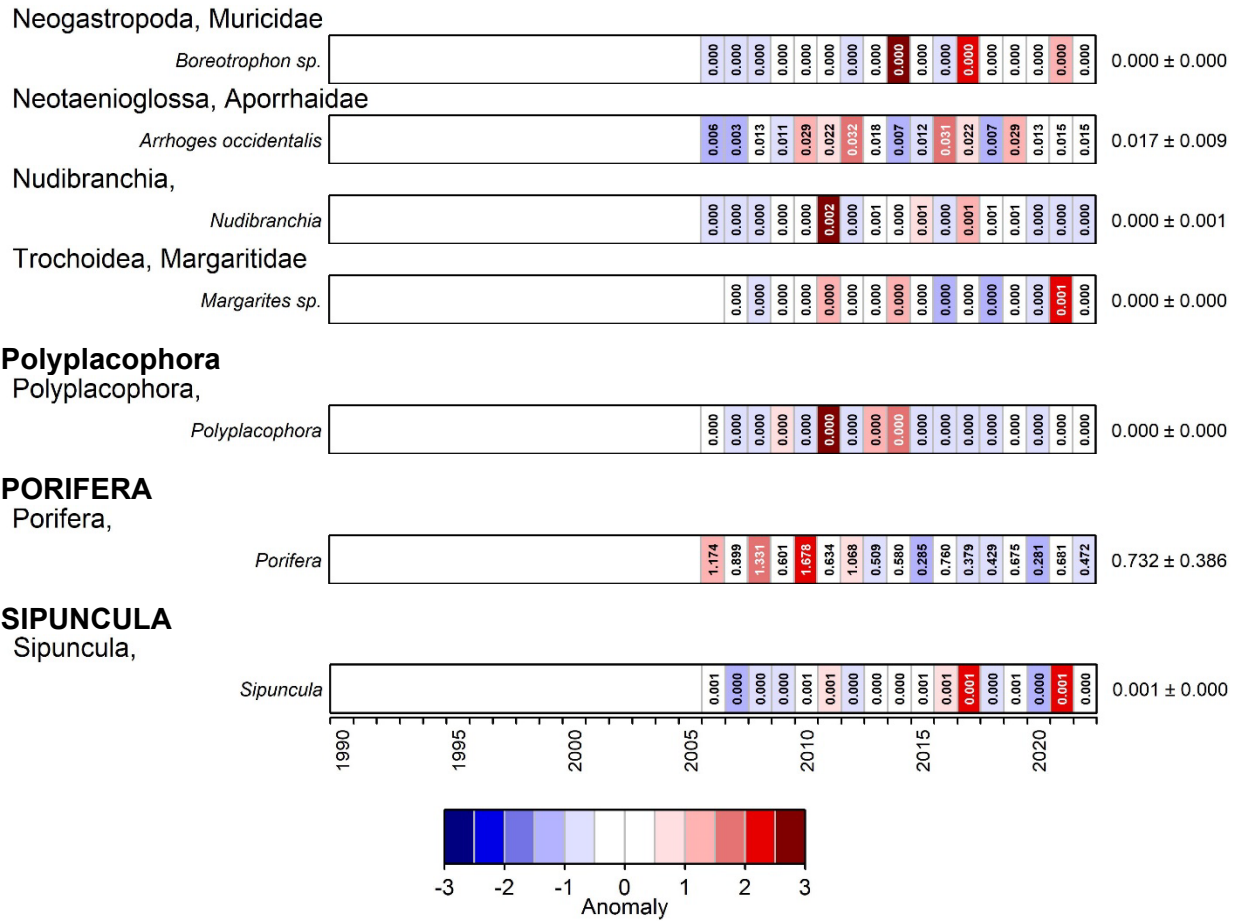 Neogastropoda, Muricidae
Boreotrophon sp. 0.000 0.000 0.000 0.000 0.000 0.000 0.000 0.000 0.000 0.000 0.000 0.000 0.000 0.000 0.000 0.000 0.000 0.000 ± 0.000
Neotaenioglossa, Aporrhaidae
Arrhoges occidentalis 0.006 0.003 0.013 0.011 0.029 0.022 0.032 0.018 0.007 0.012 0.031 0.022 0.007 0.029 0.013 0.015 0.015 0.017 ± 0.009
Nudibranchia,
Nudibranchia 0.000 0.000 0.000 0.000 0.000 0.002 0.000 0.001 0.000 0.001 0.000 0.001 0.001 0.001 0.000 0.000 0.000 0.000 ± 0.001
Trochoidea, Margaritidae
Margarites sp. 0.000 0.000 0.000 0.000 0.000 0.000 0.000 0.000 0.000 0.000 0.000 0.000 0.000 0.000 0.001 0.000 0.000 ± 0.000
Polyplacophora
Polyplacophora,
Polyplacophora 0.000 0.000 0.000 0.000 0.000 0.000 0.000 0.000 0.000 0.000 0.000 0.000 0.000 0.000 0.000 0.000 0.000 0.000 ± 0.000
PORIFERA
Porifera,
Porifera 1.174 0.899 1.331 0.601 1.678 0.634 1.068 0.509 0.580 0.285 0.760 0.379 0.429 0.675 0.281 0.681 0.472 0.732 ± 0.386
SIPUNCULA
Sipuncula,
Sipuncula 0.001 0.000 0.000 0.000 0.001 0.001 0.000 0.000 0.000 0.001 0.001 0.001 0.000 0.001 0.000 0.001 0.000 0.001 ± 0.000
1990 1995 2000 2005 2010 2015 2020
-3 -2 -1 0 1 2 3
Anomaly